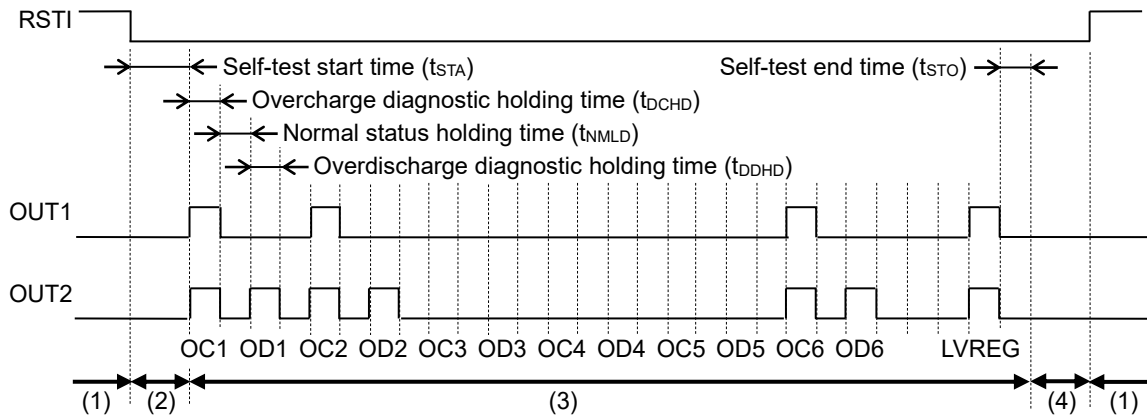 RSTI
Self-test start time (tSTA)
Self-test end time (tSTO)
Overcharge diagnostic holding time (tDCHD)
Normal status holding time (tNMLD)
Overdischarge diagnostic holding time (tDDHD)
OUT1
OUT2
OC1 OD1 OC2 OD2 OC3 OD3 OC4 OD4 OC5 OD5 OC6 OD6 LVREG
(1) (2) (3) (4) (1)